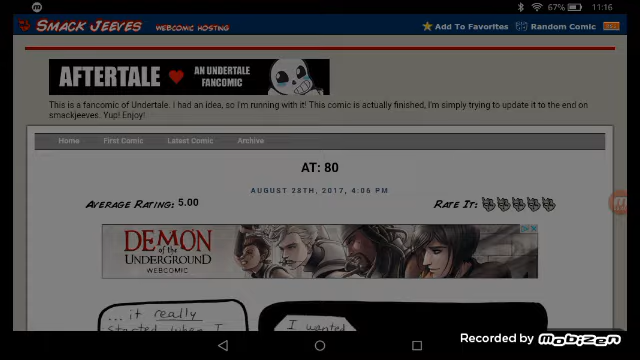 67% 11:16
SMACK JEEVES WEBCOMIC HOSTING Add To Favorites Random Comic
AFTERTALE AN UNDERTALE FANCOMIC
This is a fancomic of Undertale. I had an idea, so I'm running with it! This comic is actually finished, I'm simply trying to update it to the end on
smackjeeves. Yup! Enjoy!
Home First Comic Latest Comic Archive
AT: 80
AUGUST 28TH, 2017, 4:06 PM
AVERAGE RATING: 5.00 RATE IT:
DEMON
of the
UNDERGROUND
WEBCOMIC
...it really
started when I
I wanted
Recorded by mobizen